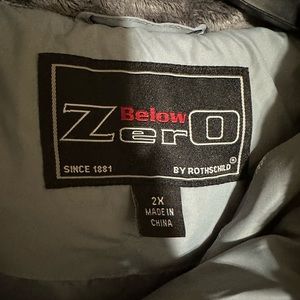 Below
ZerO
SINCE 1881 BY ROTHSCHILD®
2X
MADE IN
CHINA